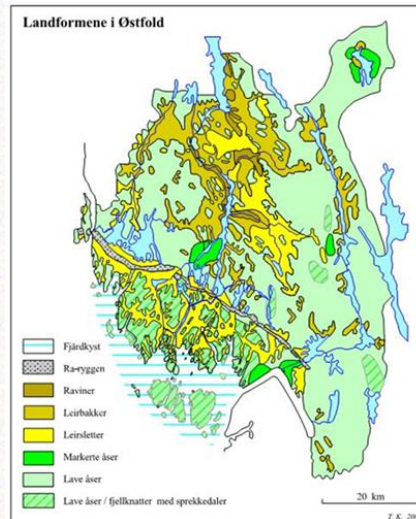 Landformene i Østfold
Fjärdkyst
Ra-ryggen
Raviner
Leirbakker
Leirsletter
Markerte åser
Lave åser
Lave åser / fjellknatter med sprekkedaler
20 km
T. K.